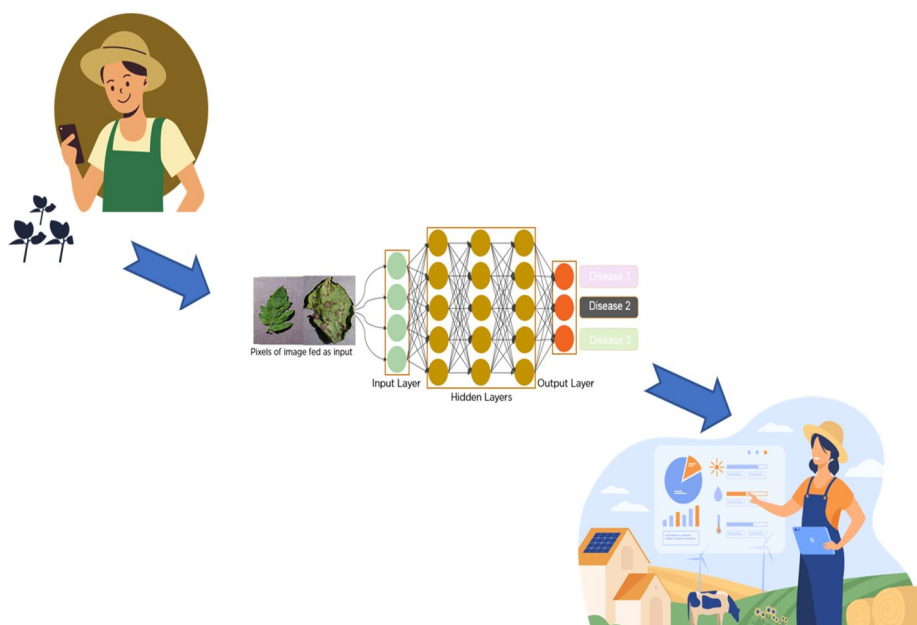 Disease 1
Disease 2
Disease 3
Pixels of image fed as input
Input Layer
Output Layer
Hidden Layers